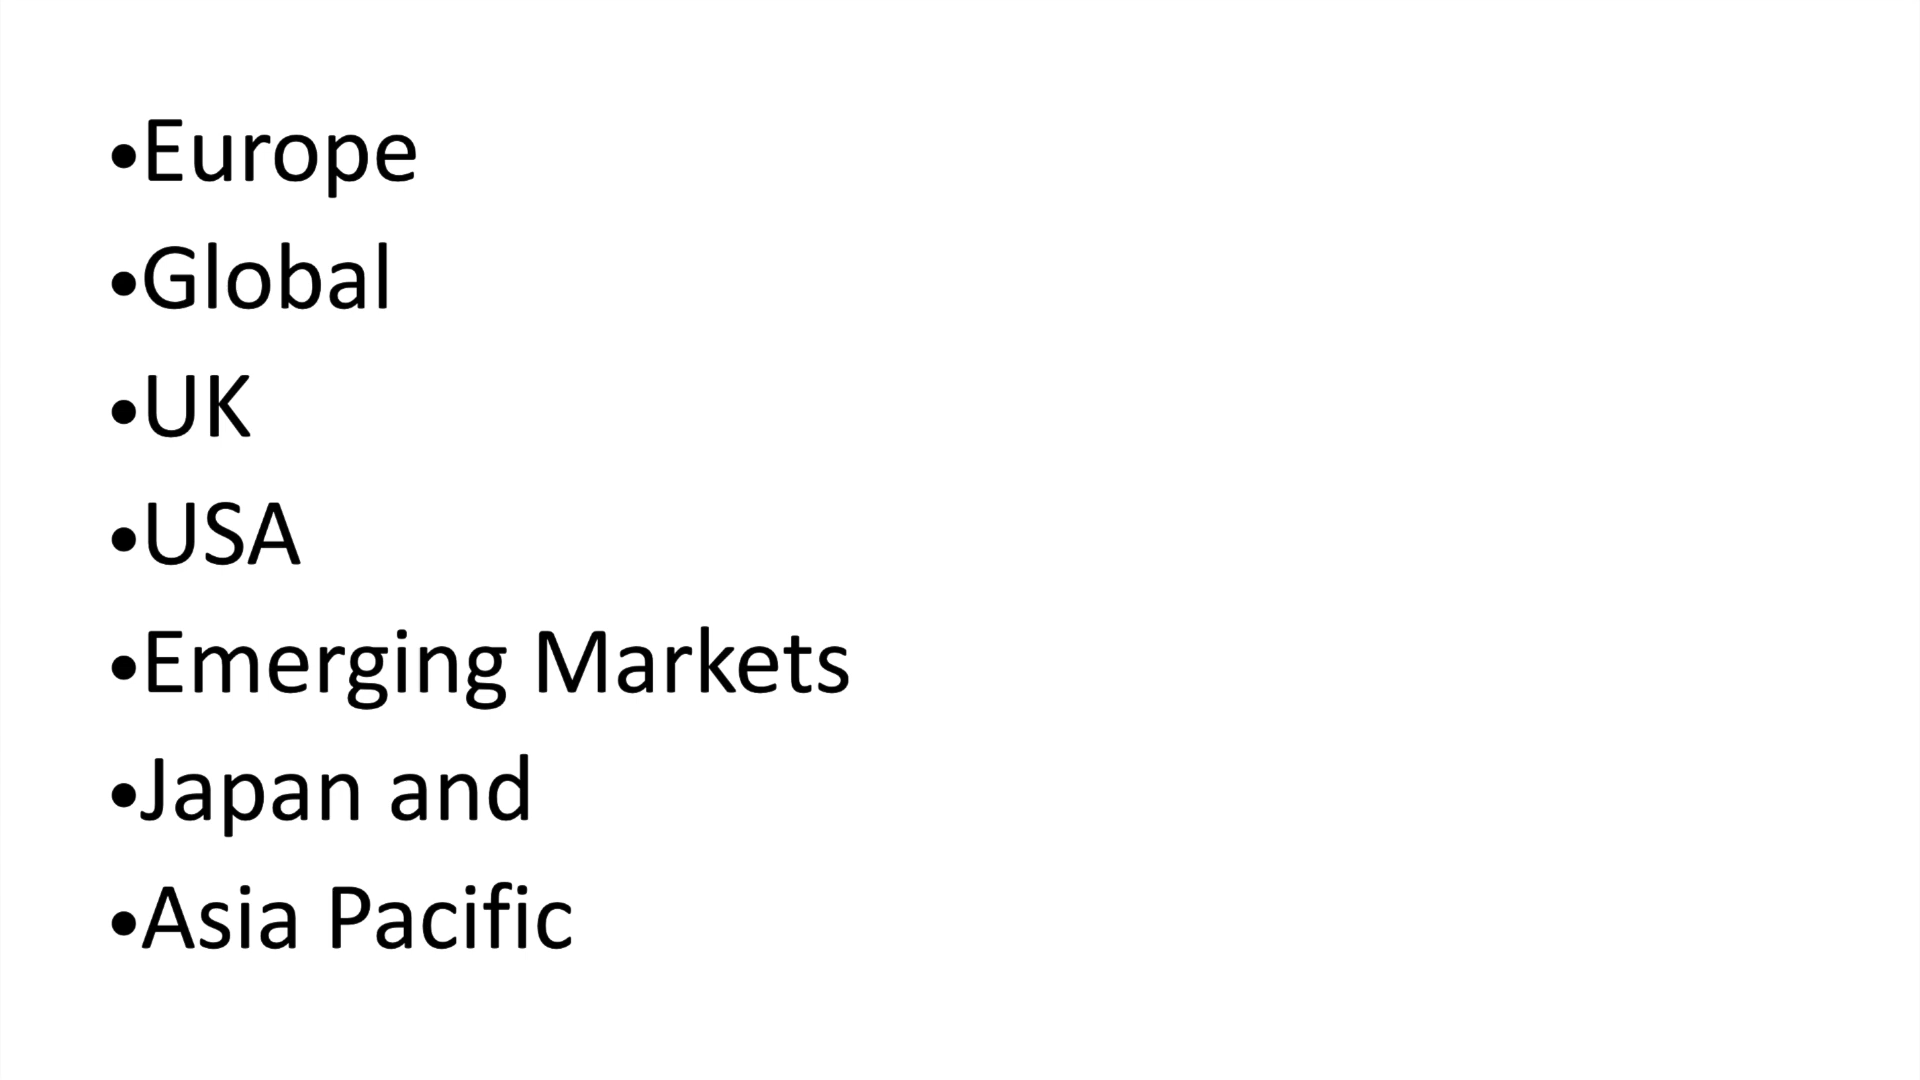 •Europe
•Global
•UK
•USA
•Emerging Markets
•Japan and
•Asia Pacific